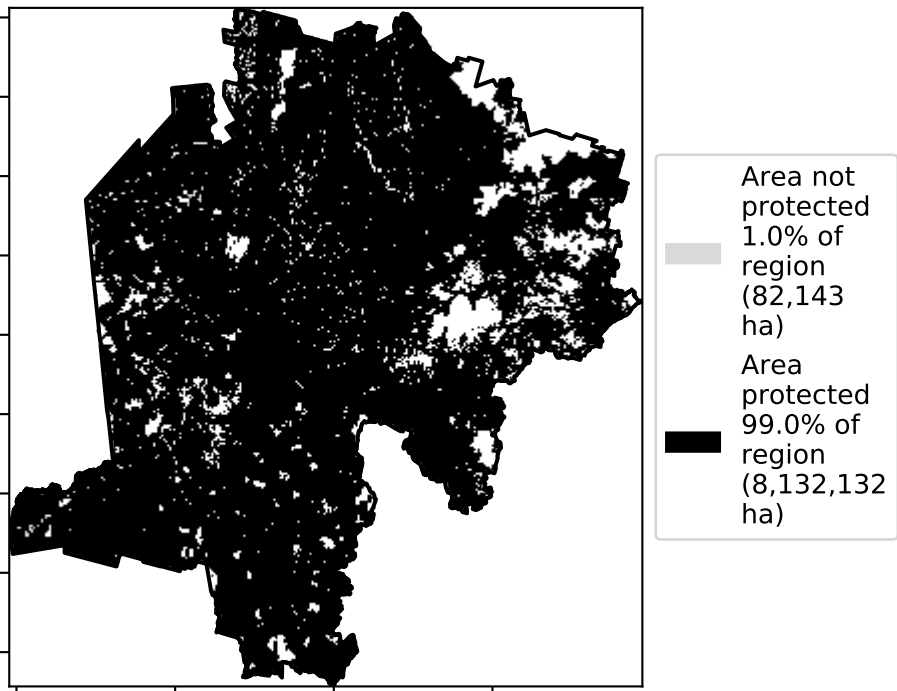 Area not
protected
1.0% of
region
(82,143
ha)
Area
protected
99.0% of
region
(8,132,132
ha)